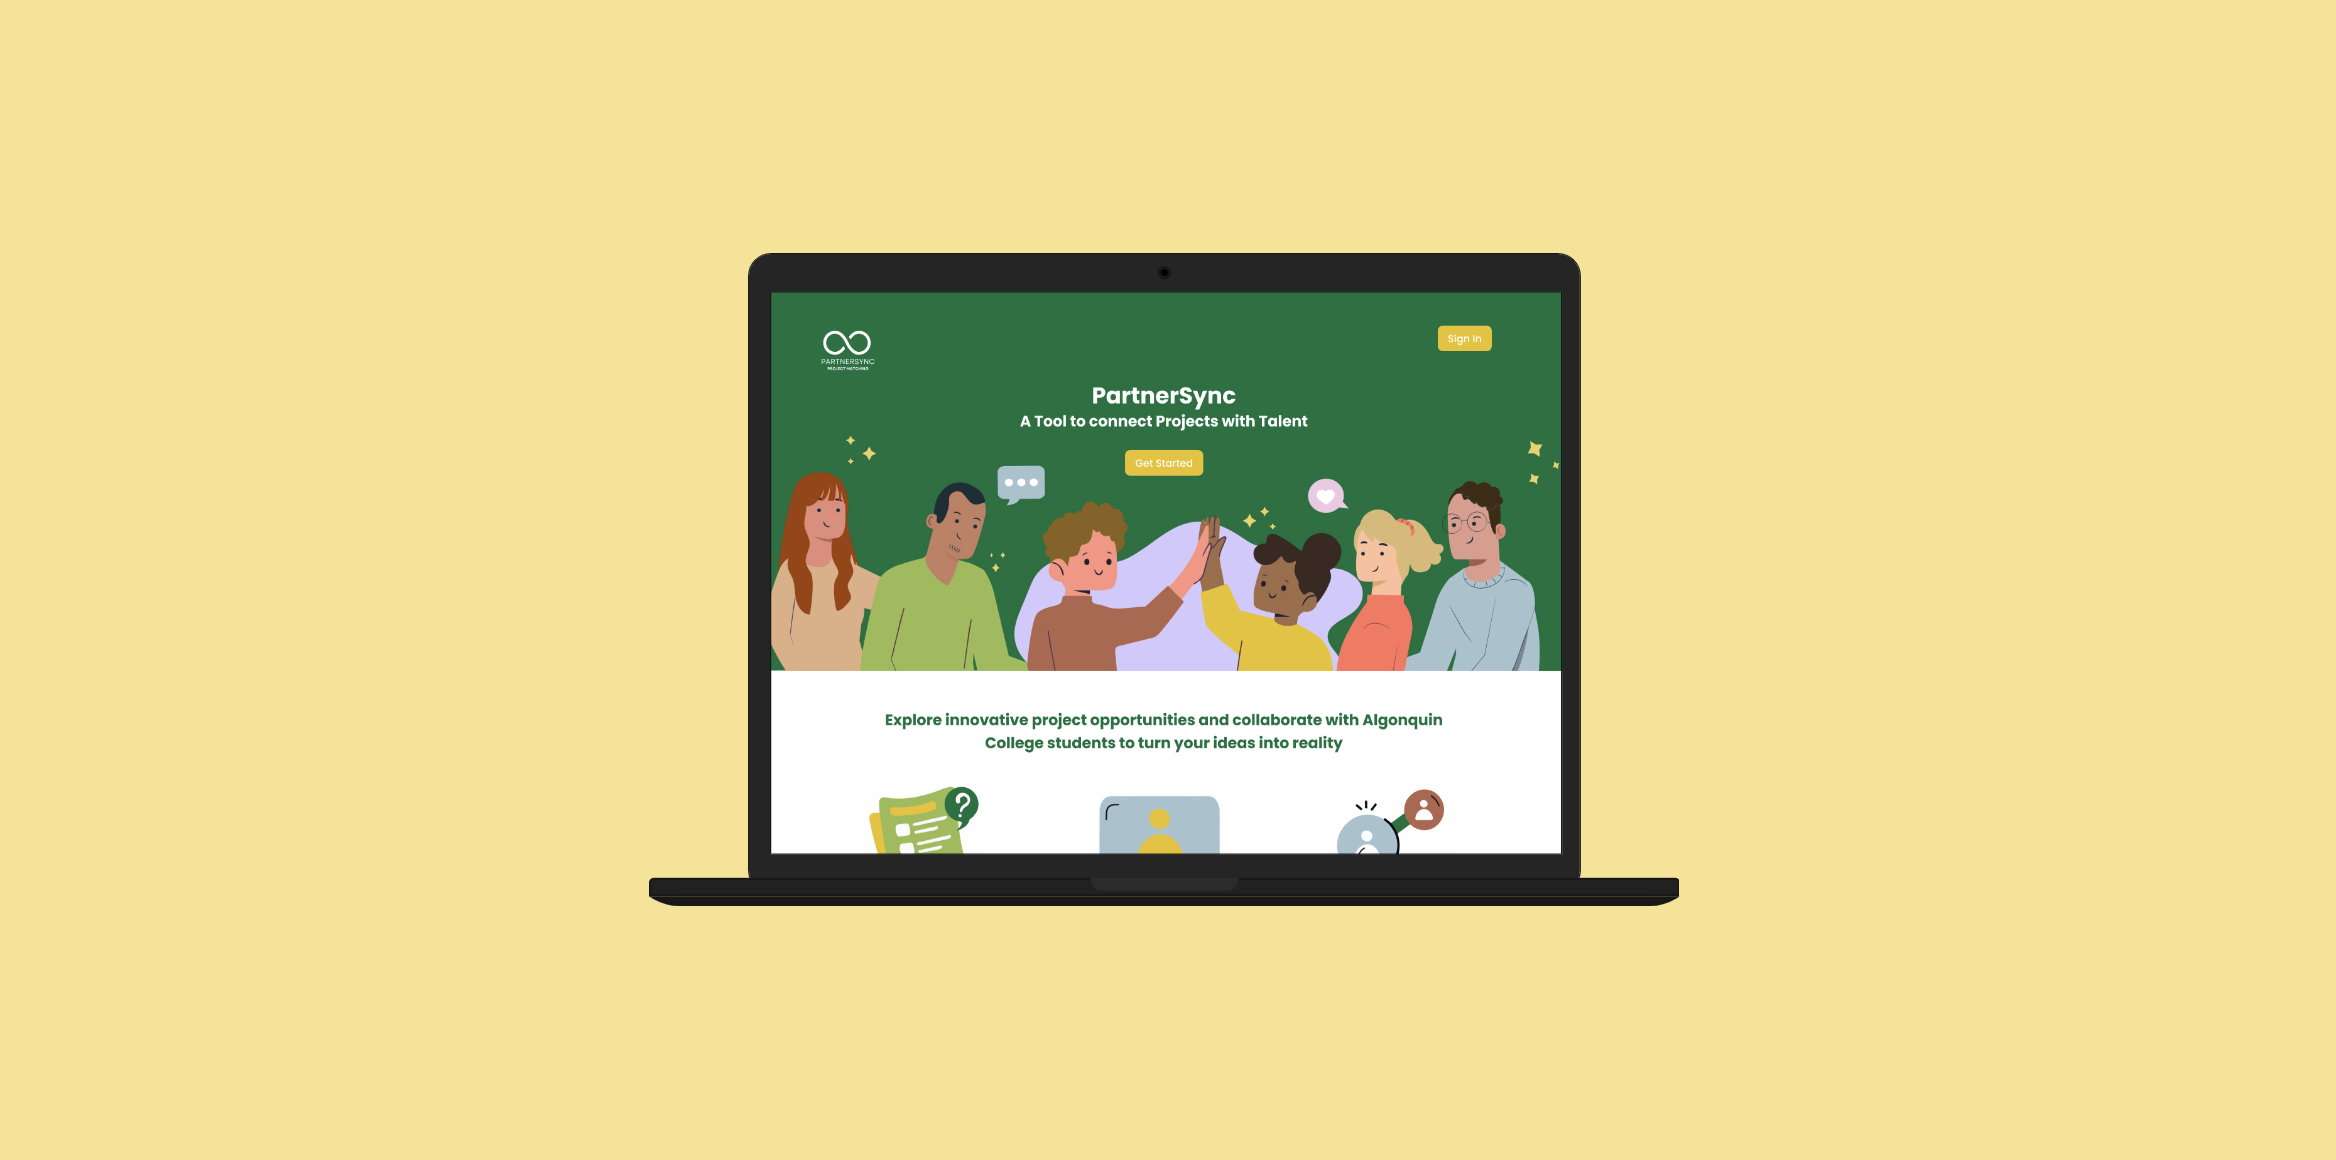 PARTNERSYNC
PROJECT MATCHING
Sign In
PartnerSync
A Tool to connect Projects with Talent
Get Started
Explore innovative project opportunities and collaborate with Algonquin
College students to turn your ideas into reality